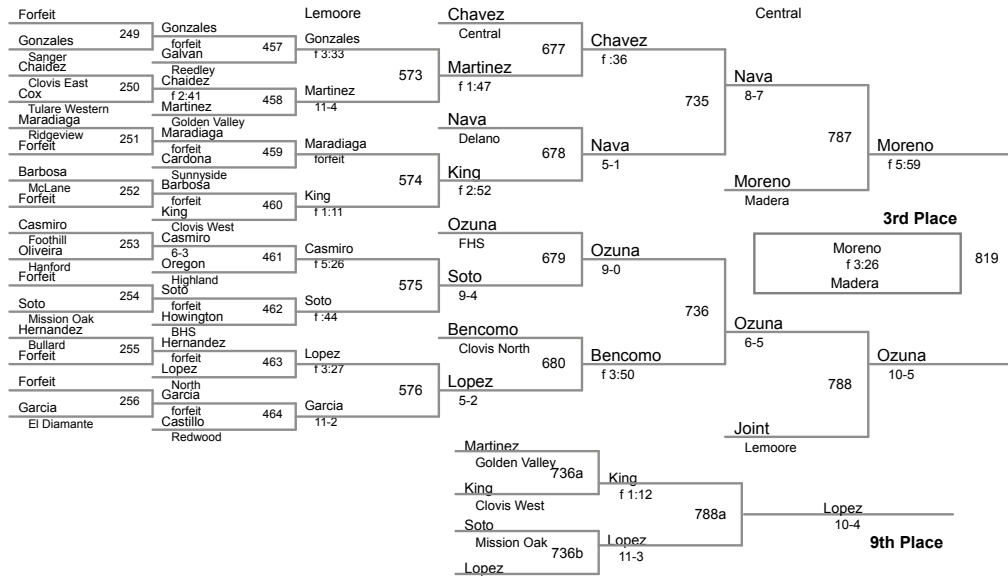 Forfeit
249
Gonzales
Sanger
Chaidez
Clovis East
250
Cox
Tulare Western
Maradiaga
Ridgeview
251
Forfeit
Barbosa
McLane
252
Forfeit
Casmiro
Foothill
253
Oliveira
Hanford
Forfeit
254
Soto
Mission Oak
Hernandez
Bullard
255
Forfeit
Forfeit
256
Garcia
El Diamante
Gonzales
forfeit
457
Galvan
Reedley
Chaidez
f 2:41
458
Martinez
Golden Valley
Maradiaga
forfeit
459
Cardona
Sunnyside
Barbosa
forfeit
460
King
Clovis West
Casmiro
6-3
461
Oregon
Highland
Soto
forfeit
462
Howington
BHS
Hernandez
forfeit
463
Lopez
North
Garcia
forfeit
464
Castillo
Redwood
Lemoore
Gonzales
f 3:33
573
Martinez
11-4
Maradiaga
forfeit
574
King
f 1:11
Casmiro
f 5:26
575
Soto
f :44
Lopez
f 3:27
576
Garcia
11-2
Chavez
Central
677
Martinez
f 1:47
Nava
Delano
678
King
f 2:52
Ozuna
FHS
679
Soto
9-4
Bencomo
Clovis North
680
Lopez
5-2
Chavez
f :36
735
Nava
5-1
Ozuna
9-0
736
Bencomo
f 3:50
Central
Nava
8-7
787
Moreno
Madera
Ozuna
6-5
788
Joint
Lemoore
Moreno
f 5:59
3rd Place
Moreno
f 3:26
819
Madera
Ozuna
10-5
Martinez
Golden Valley
736a
King
Clovis West
Soto
Mission Oak
736b
Lopez
King
f 1:12
788a
Lopez
11-3
Lopez
10-4
9th Place